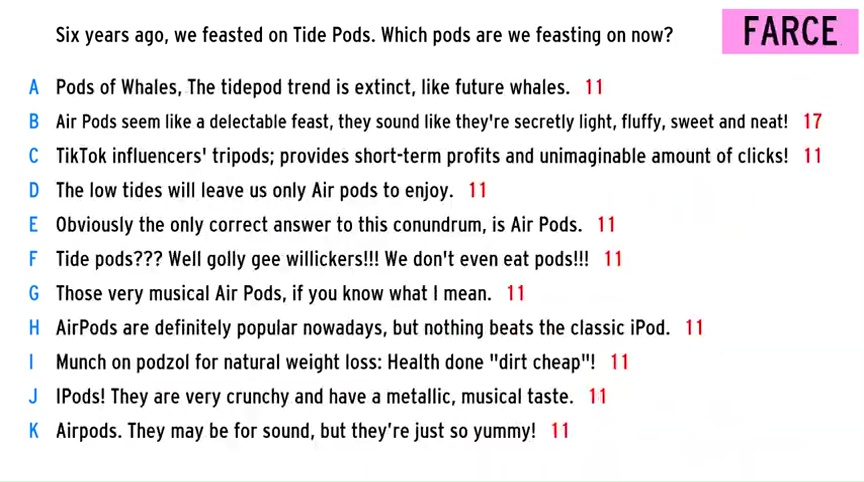 Six years ago, we feasted on Tide Pods. Which pods are we feasting on now?
FARCE
A Pods of Whales, The tidepod trend is extinct, like future whales. 11
B Air Pods seem like a delectable feast, they sound like they're secretly light, fluffy, sweet and neat! 17
C TikTok influencers' tripods; provides short-term profits and unimaginable amount of clicks! 11
D The low tides will leave us only Air pods to enjoy. 11
E Obviously the only correct answer to this conundrum, is Air Pods. 11
F Tide pods??? Well golly gee willickers!!! We don't even eat pods!!! 11
G Those very musical Air Pods, if you know what I mean. 11
H AirPods are definitely popular nowadays, but nothing beats the classic iPod. 11
I Munch on podzol for natural weight loss: Health done "dirt cheap"! 11
J IPods! They are very crunchy and have a metallic, musical taste. 11
K Airpods. They may be for sound, but they're just so yummy! 11